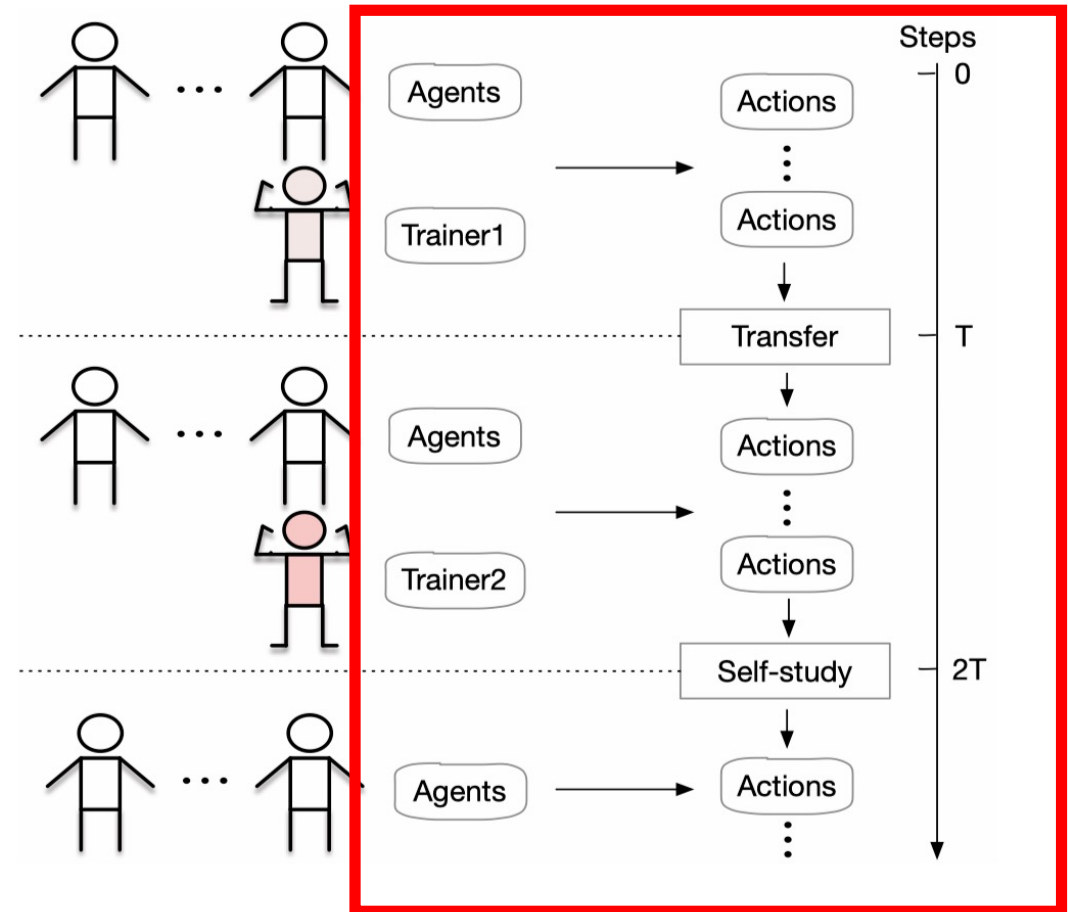 Steps
0
Agents
Actions
Trainer1
Actions
Transfer
T
Agents
Actions
Trainer2
Actions
Self-study
2T
Agents
Actions